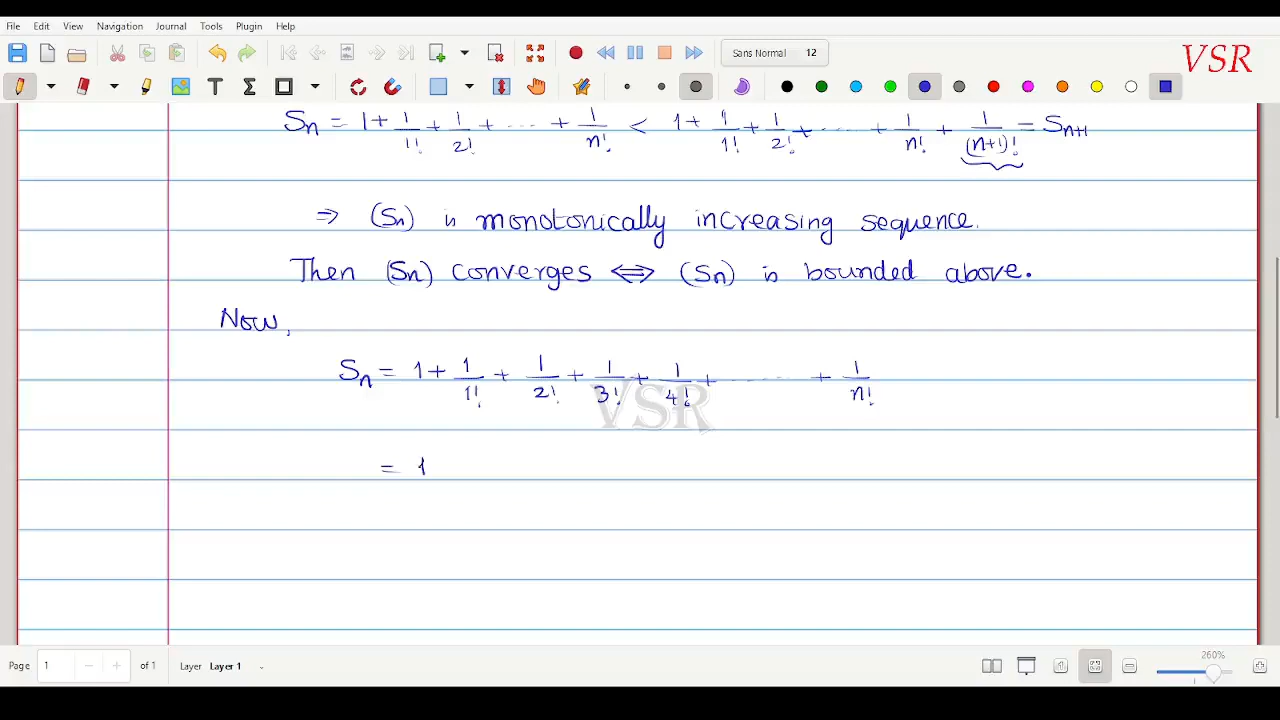 File Edit View Navigation Journal Tools Plugin Help
Sans Normal 12
VSR
Sn = 1 + 1/1! + 1/2! + ..... + 1/n! < 1 + 1/1! + 1/2! + ...... + 1/n! + 1/(n+1)! = Sn+1
⇒ (Sn) is monotonically increasing sequence.
Then (Sn) converges ⟺ (Sn) is bounded above.
Now,
Sn = 1 + 1/1! + 1/2! + 1/3! + 1/4! + ........ + 1/n!
VSR
= 1
Page 1 of 1 Layer Layer 1 260%